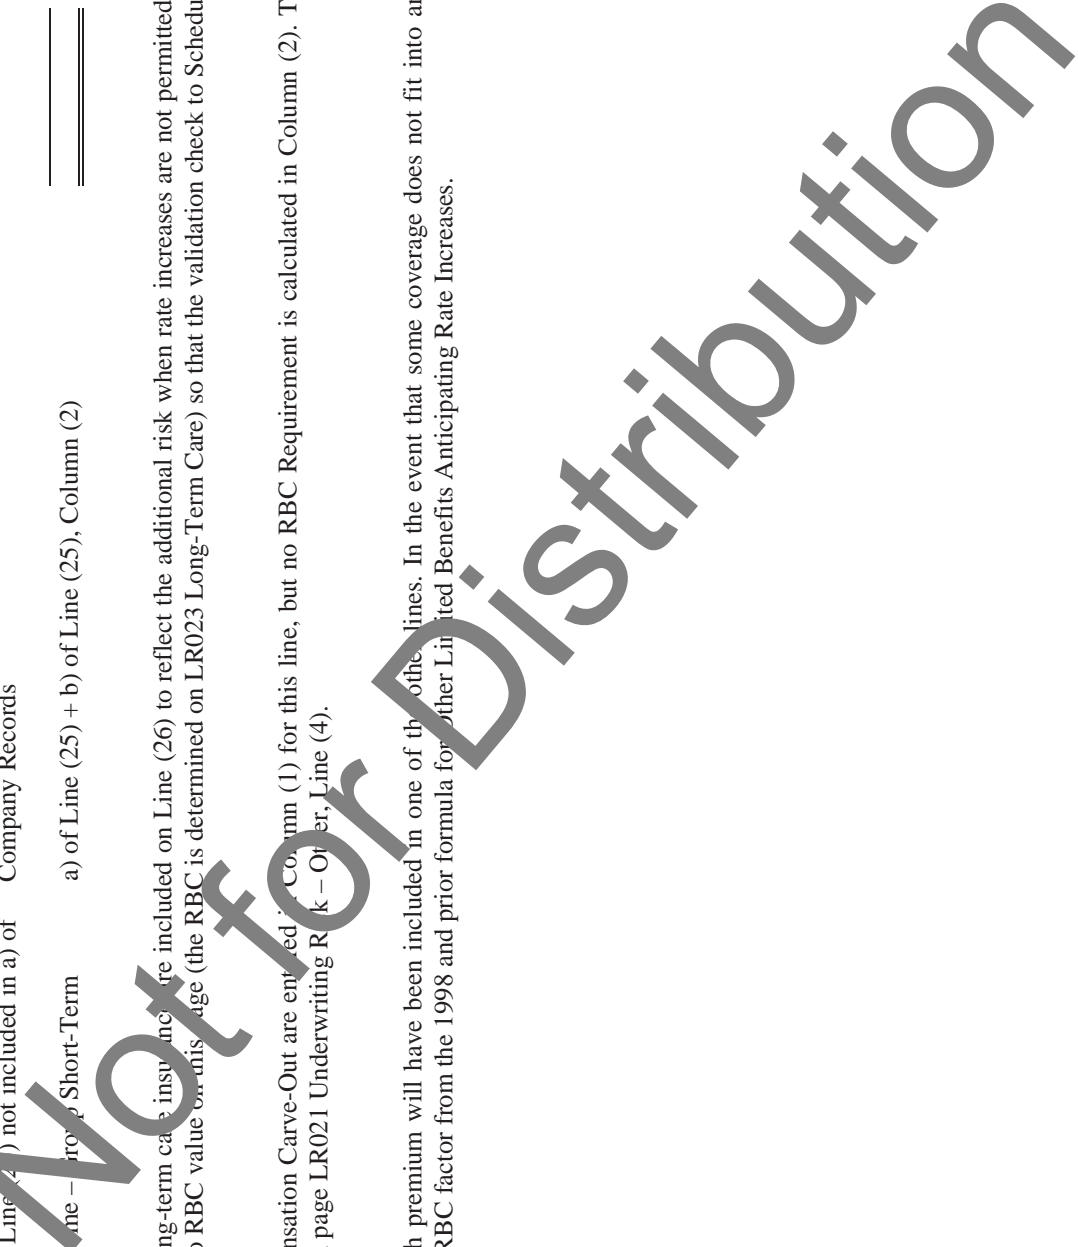 Line ) not included in a) of Company Records
me – Group Short-Term a) of Line (25) + b) of Line (25), Column (2)
ng-term care insurance are included on Line (26) to reflect the additional risk when rate increases are not permitted
RBC value on this page (the RBC is determined on LR023 Long-Term Care) so that the validation check to Schedu
nsation Carve-Out are entered in Column (1) for this line, but no RBC Requirement is calculated in Column (2). T
page LR021 Underwriting Risk – Other, Line (4).
h premium will have been included in one of the other lines. In the event that some coverage does not fit into an
RBC factor from the 1998 and prior formula for Other Limited Benefits Anticipating Rate Increases.
Not for Distribution